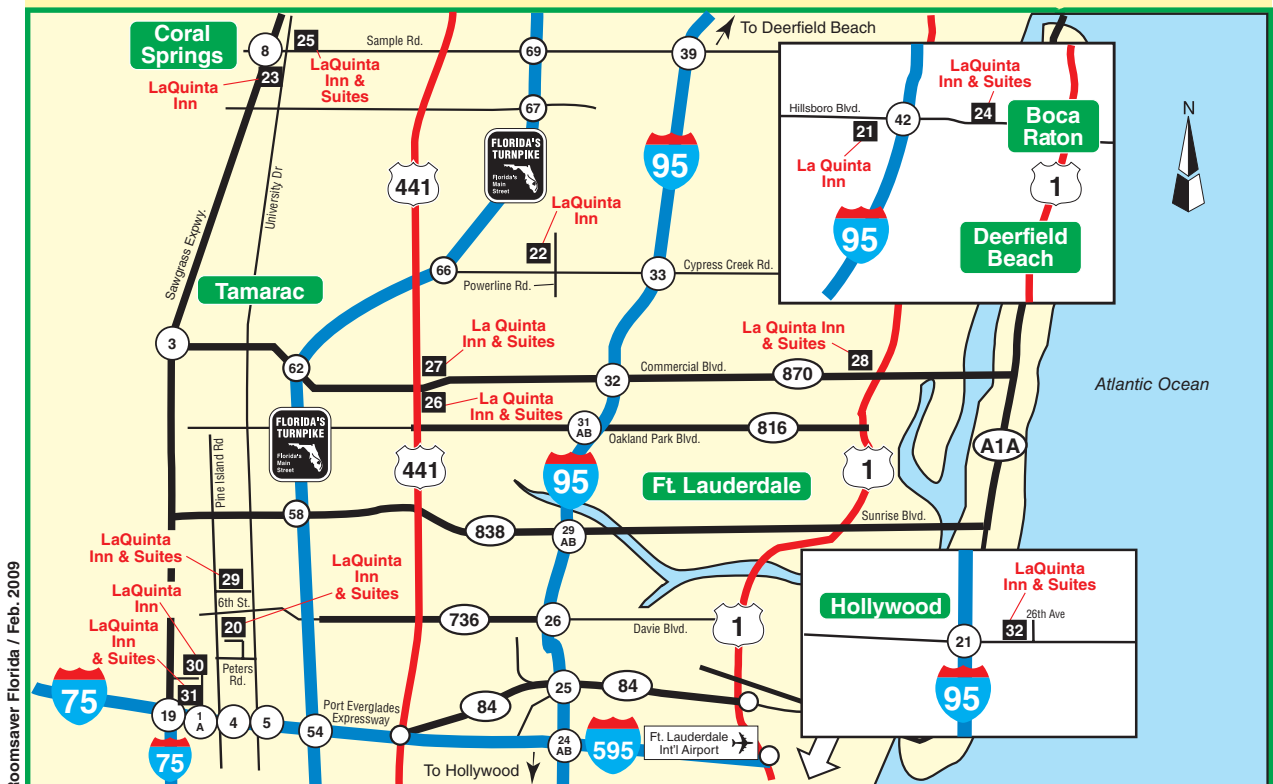 Coral
Springs
8
25
Sample Rd.
69
39
To Deerfield Beach
LaQuinta
Inn &
Suites
23
LaQuinta
Inn
67
FLORIDA'S
TURNPIKE
Florida's
Main
Street
441
95
University Dr
Sawgrass Expwy.
LaQuinta
Inn
22
66
33
Cypress Creek Rd.
Powerline Rd.
Tamarac
LaQuinta
Inn & Suites
Hillsboro Blvd.
42
24
21
La Quinta
Inn
Boca
Raton
1
95
Deerfield
Beach
N
3
62
La Quinta
Inn & Suites
27
26
La Quinta
Inn & Suites
La Quinta Inn
& Suites
28
32
Commercial Blvd.
870
Atlantic Ocean
FLORIDA'S
TURNPIKE
Florida's
Main
Street
31
AB
Oakland Park Blvd.
816
A1A
Pine Island Rd
441
95
1
Ft. Lauderdale
58
838
29
AB
Sunrise Blvd.
LaQuinta
Inn & Suites
29
6th St.
LaQuinta
Inn
LaQuinta
Inn
& Suites
20
LaQuinta
Inn
& Suites
30
31
Peters
Rd.
736
26
Davie Blvd.
1
Hollywood
LaQuinta
Inn & Suites
32
26th Ave
21
95
75
19
1
A
4
5
54
75
Port Everglades
Expressway
84
25
84
24
AB
595
Ft. Lauderdale
Int'l Airport
To Hollywood
Roomsaver Florida / Feb. 2009